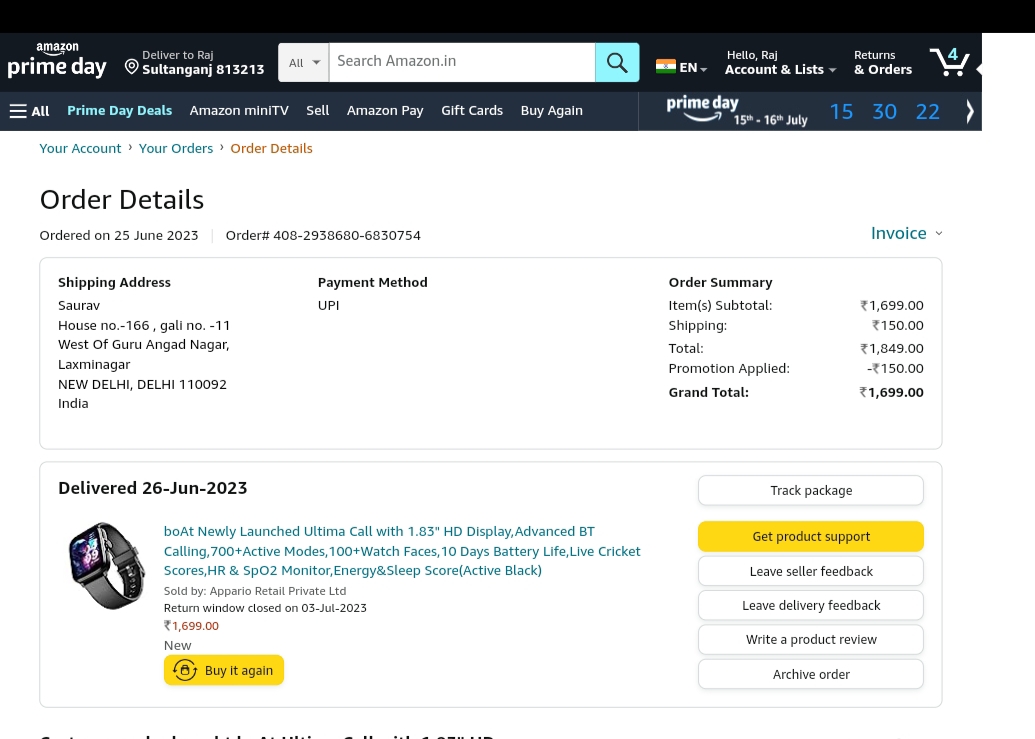 amazon
prime day
Deliver to Raj
Sultanganj 813213
All
Search Amazon.in
EN
Hello, Raj
Account & Lists
Returns
& Orders
4
All
Prime Day Deals
Amazon miniTV
Sell
Amazon Pay
Gift Cards
Buy Again
prime day
15th - 16th July
15 30 22
Your Account › Your Orders › Order Details
Order Details
Ordered on 25 June 2023 | Order# 408-2938680-6830754
Invoice
Shipping Address
Saurav
House no.-166 , gali no. -11
West Of Guru Angad Nagar,
Laxminagar
NEW DELHI, DELHI 110092
India
Payment Method
UPI
Order Summary
Item(s) Subtotal: ₹1,699.00
Shipping: ₹150.00
Total: ₹1,849.00
Promotion Applied: -₹150.00
Grand Total: ₹1,699.00
Delivered 26-Jun-2023
boAt Newly Launched Ultima Call with 1.83" HD Display,Advanced BT
Calling,700+Active Modes,100+Watch Faces,10 Days Battery Life,Live Cricket
Scores,HR & SpO2 Monitor,Energy&Sleep Score(Active Black)
Sold by: Appario Retail Private Ltd
Return window closed on 03-Jul-2023
₹1,699.00
New
Buy it again
Track package
Get product support
Leave seller feedback
Leave delivery feedback
Write a product review
Archive order